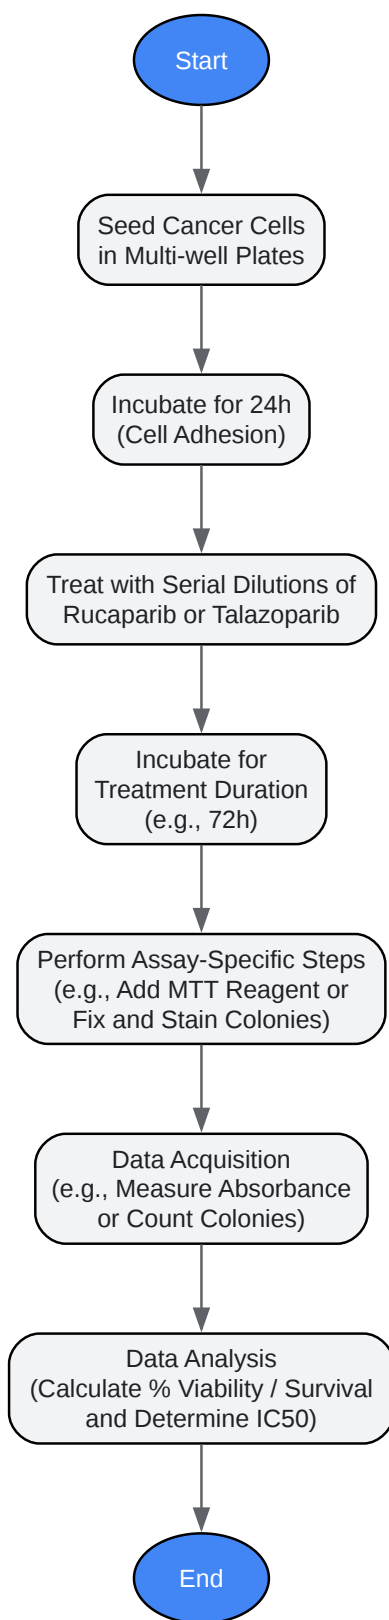 Start
Seed Cancer Cells
in Multi-well Plates
Incubate for 24h
(Cell Adhesion)
Treat with Serial Dilutions of
Rucaparib or Talazoparib
Incubate for
Treatment Duration
(e.g., 72h)
Perform Assay-Specific Steps
(e.g., Add MTT Reagent or
Fix and Stain Colonies)
Data Acquisition
(e.g., Measure Absorbance
or Count Colonies)
Data Analysis
(Calculate % Viability / Survival
and Determine IC50)
End